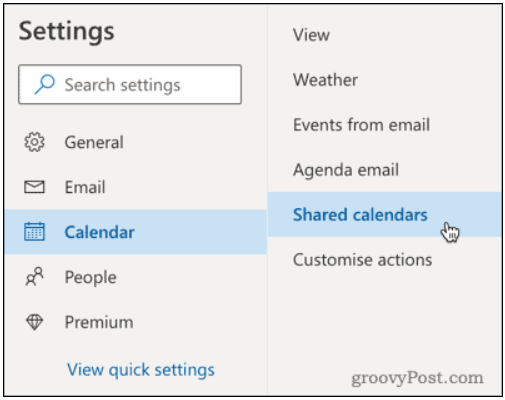 Settings
Search settings
General
Email
Calendar
People
Premium
View quick settings
View
Weather
Events from email
Agenda email
Shared calendars
Customise actions
groovyPost.com